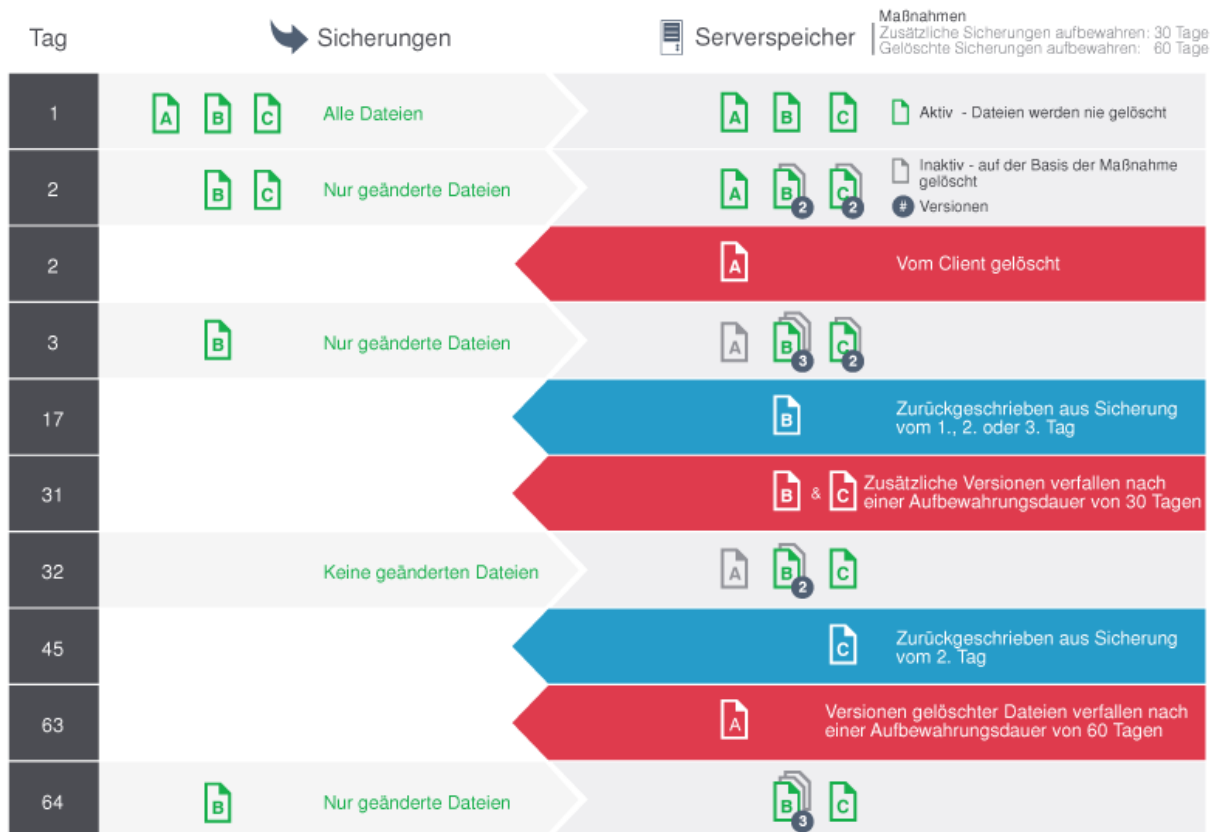 Tag
Sicherungen
Serverspeicher
Maßnahmen
Zusätzliche Sicherungen aufbewahren: 30 Tage
Gelöschte Sicherungen aufbewahren: 60 Tage
1
A B C
Alle Dateien
A B C
Aktiv - Dateien werden nie gelöscht
2
B C
Nur geänderte Dateien
A B 2 C 2
Inaktiv - auf der Basis der Maßnahme
gelöscht
# Versionen
2
A
Vom Client gelöscht
3
B
Nur geänderte Dateien
A B 3 C 2
17
B
Zurückgeschrieben aus Sicherung
vom 1., 2. oder 3. Tag
31
B & C
Zusätzliche Versionen verfallen nach
einer Aufbewahrungsdauer von 30 Tagen
32
Keine geänderten Dateien
A B 2 C
45
C
Zurückgeschrieben aus Sicherung
vom 2. Tag
63
A
Versionen gelöschter Dateien verfallen nach
einer Aufbewahrungsdauer von 60 Tagen
64
B
Nur geänderte Dateien
B 3 C